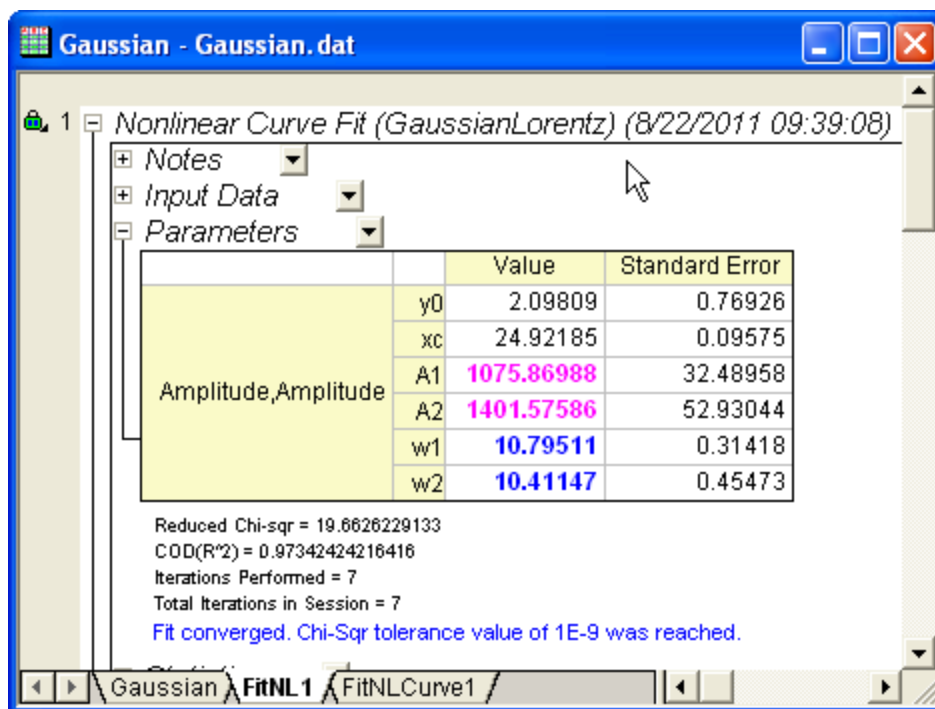 Gaussian - Gaussian.dat
1 Nonlinear Curve Fit (GaussianLorentz) (8/22/2011 09:39:08)
Notes
Input Data
Parameters
Value Standard Error
Amplitude,Amplitude
y0 2.09809 0.76926
xc 24.92185 0.09575
A1 1075.86988 32.48958
A2 1401.57586 52.93044
w1 10.79511 0.31418
w2 10.41147 0.45473
Reduced Chi-sqr = 19.6626229133
COD(R^2) = 0.97342424216416
Iterations Performed = 7
Total Iterations in Session = 7
Fit converged. Chi-Sqr tolerance value of 1E-9 was reached.
Gaussian FitNL1 FitNLCurve1